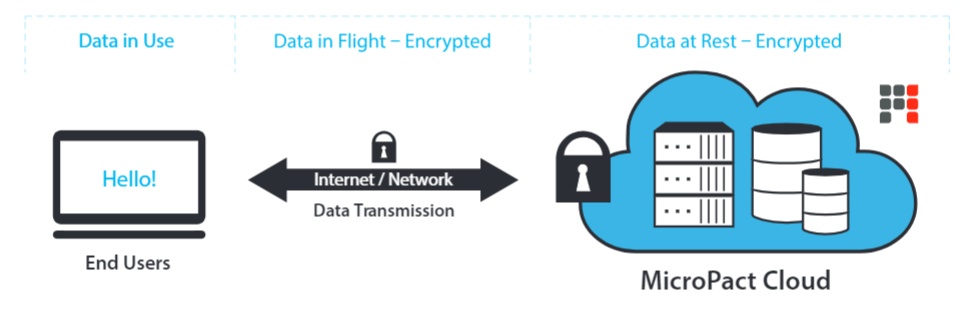 Data in Use
Data in Flight – Encrypted
Data at Rest – Encrypted
Hello!
Internet / Network
Data Transmission
End Users
MicroPact Cloud